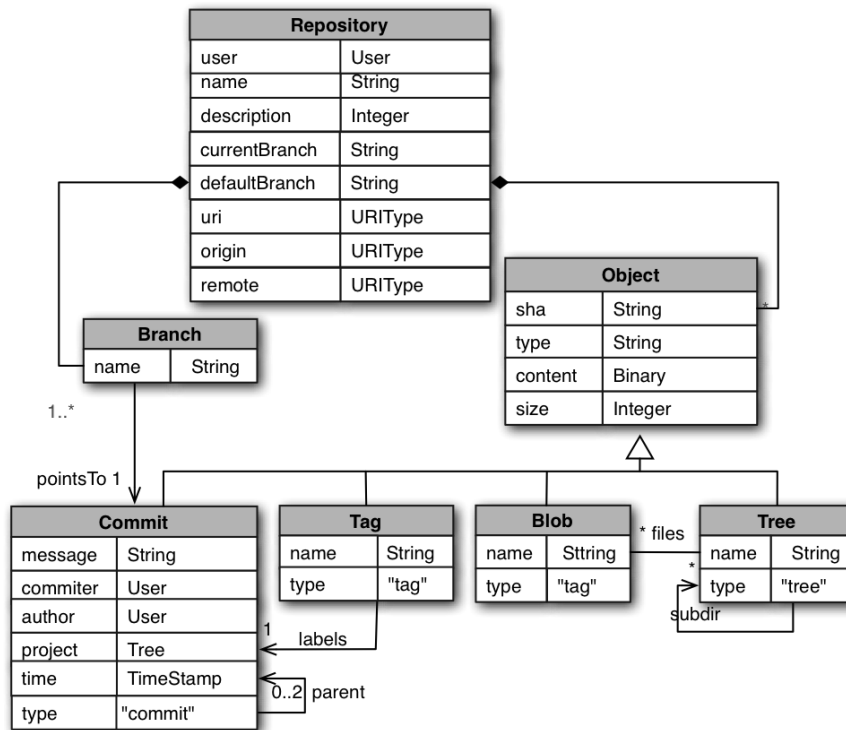 Repository
user User
name String
description Integer
currentBranch String
defaultBranch String
uri URIType
origin URIType
remote URIType
Object
sha String
*
type String
content Binary
size Integer
Branch
name String
1..*
pointsTo 1
Commit
message String
commiter User
author User
project Tree
time TimeStamp
type "commit"
Tag
name String
type "tag"
1
labels
0..2 parent
Blob
name Sttring
type "tag"
* files
Tree
name String
type "tree"
*
subdir